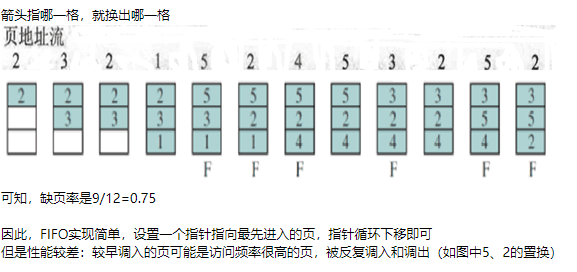 箭头指哪一格，就换出哪一格
页地址流
2 3 2 1 5 2 4 5 3 2 5 2
2 2 2 2 5 5 5 5 3 3 3 3
3 3 3 3 2 2 2 2 2 5 5
1 1 1 4 4 4 4 4 2
F F F F F F
可知，缺页率是9/12=0.75
因此，FIFO实现简单，设置一个指针指向最先进入的页，指针循环下移即可
但是性能较差：较早调入的页可能是访问频率很高的页，被反复调入和调出（如图中5、2的置换）